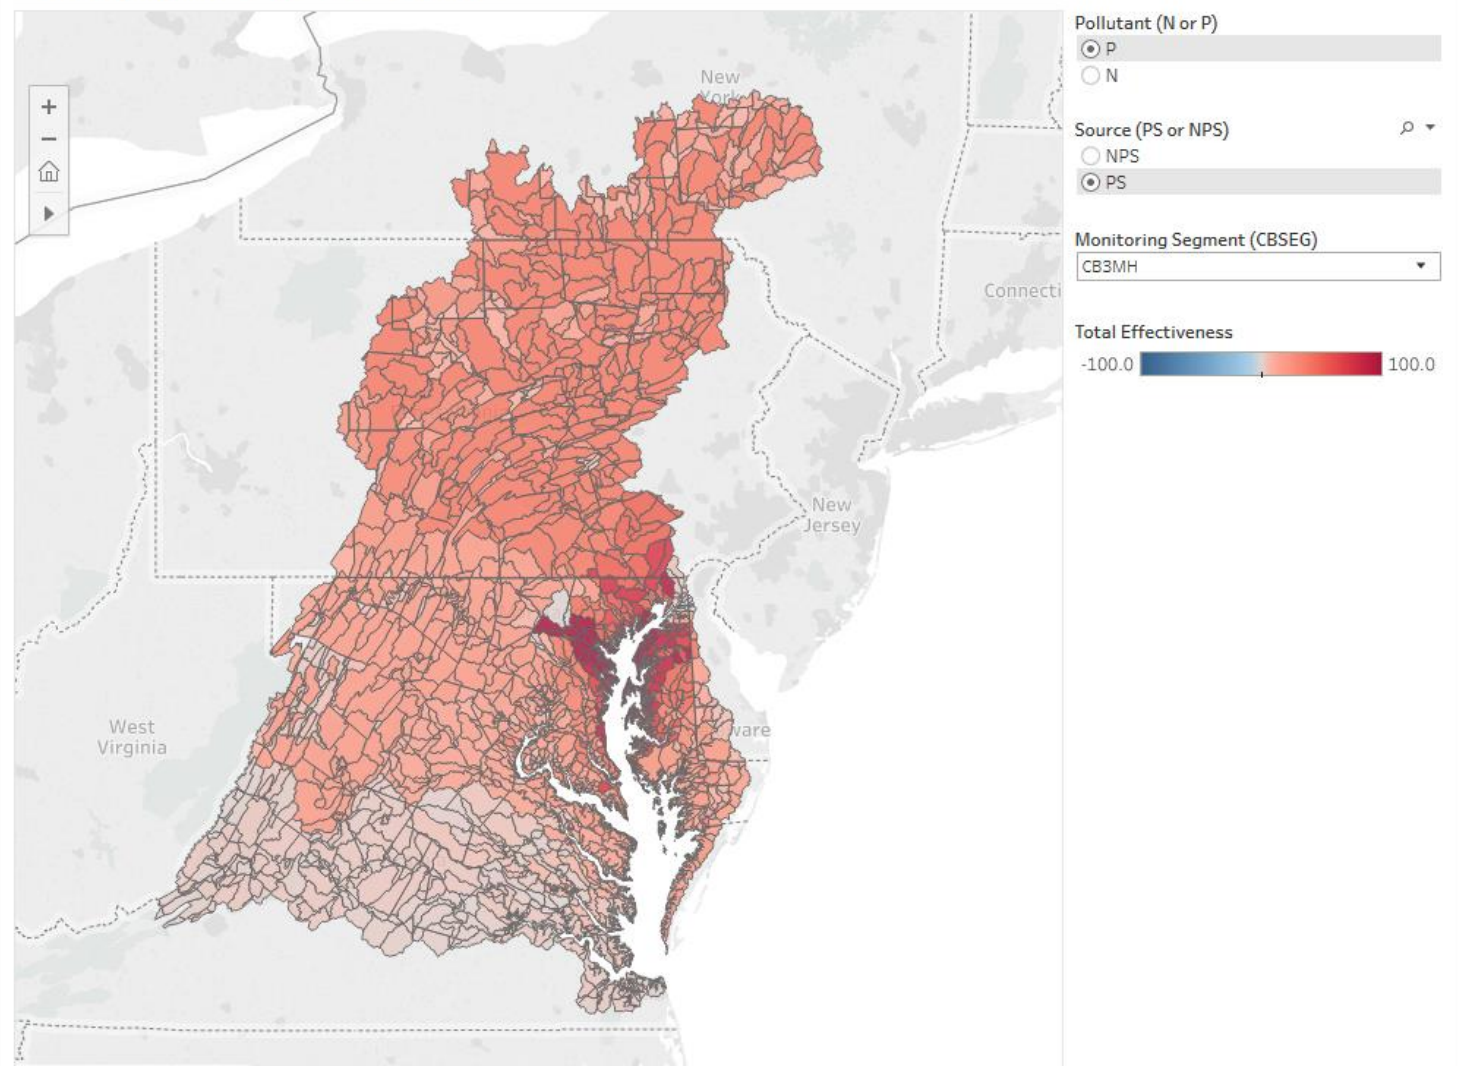 Pollutant (N or P)
P
N
Source (PS or NPS)
NPS
PS
Monitoring Segment (CBSEG)
CB3MH
Total Effectiveness
-100.0 100.0
+
−
New
York
Connecti
New
Jersey
West
Virginia
ware